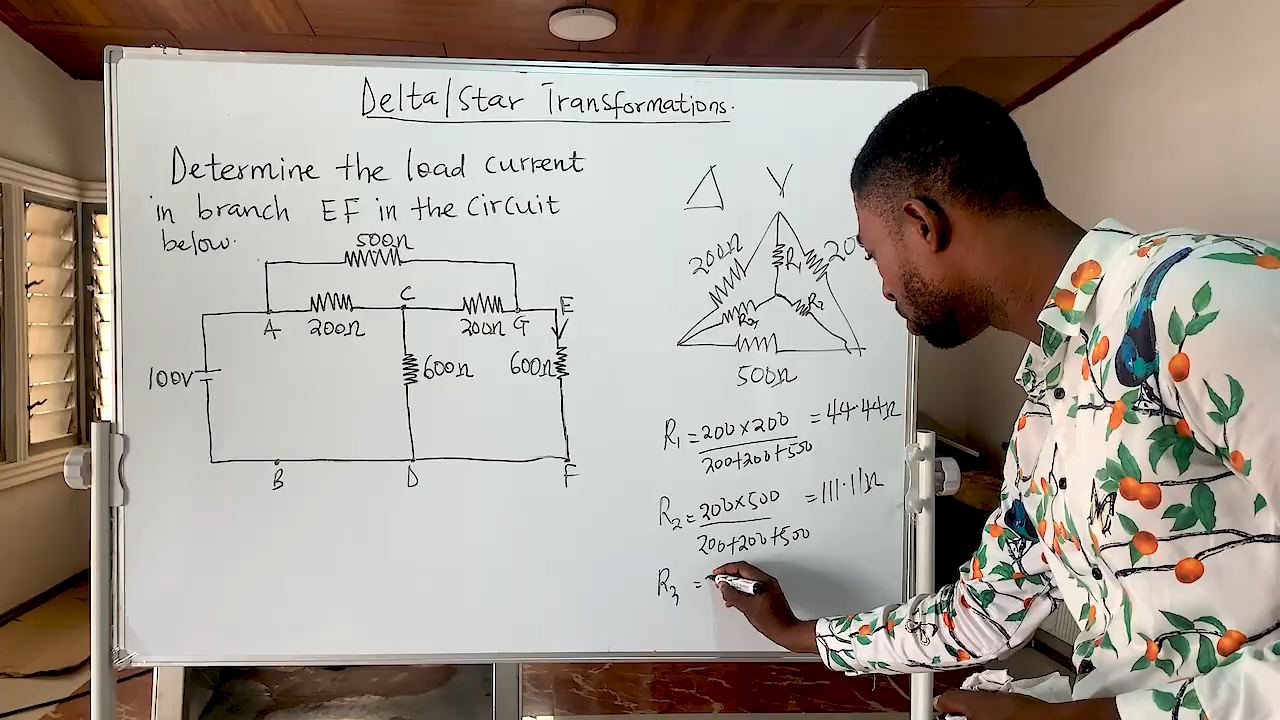 Delta/Star Transformations.
Determine the load current
in branch EF in the circuit
below.
500Ω
A
200Ω
C
200Ω
G
E
100V
600Ω
600Ω
B
D
F
Δ Y
200Ω
R1
20
R3
R2
500Ω
R1 = 200 x 200 / 200+200+500 = 44.44Ω
R2 = 200 x 500 / 200+200+500 = 111.11Ω
R3 =